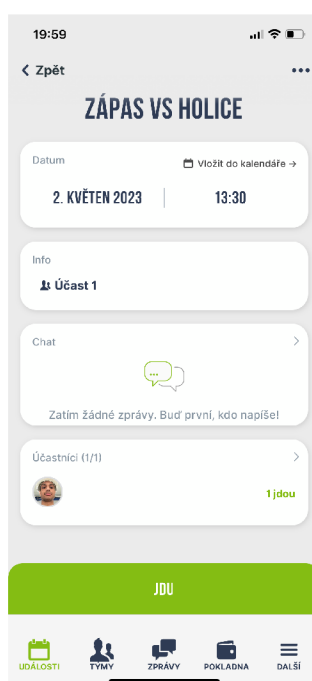 19:59
Zpět
ZÁPAS VS HOLICE
Datum
Vložit do kalendáře →
2. KVĚTEN 2023
13:30
Info
Účast 1
Chat
Zatím žádné zprávy. Buď první, kdo napíše!
Účastníci (1/1)
1 jdou
JDU
UDÁLOSTI
TÝMY
ZPRÁVY
POKLADNA
DALŠÍ